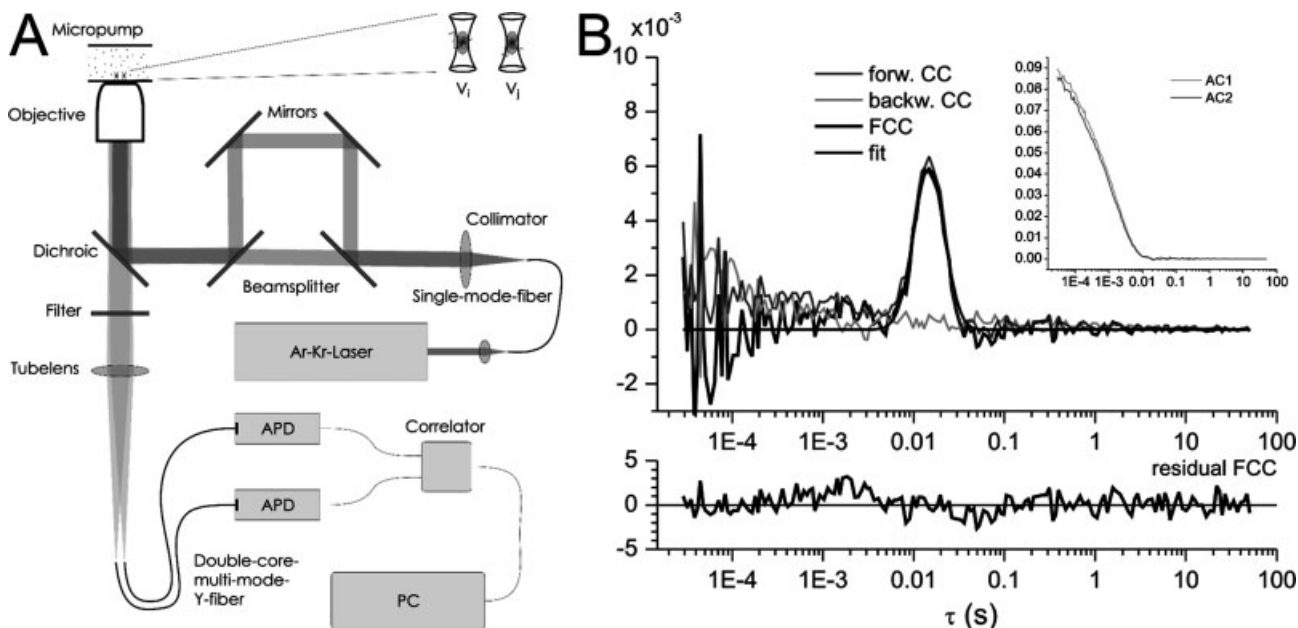 A
Micropump
Vi
Vj
Objective
Mirrors
Collimator
Dichroic
Beamsplitter
Single-mode-fiber
Filter
Ar-Kr-Laser
Tubelens
APD
Correlator
APD
Double-core-
multi-mode-
Y-fiber
PC
B
x10-3
10
8
6
4
2
0
-2
forw. CC
backw. CC
FCC
fit
0.09
0.08
0.07
0.06
0.05
0.04
0.03
0.02
0.01
0.00
AC1
AC2
1E-4 1E-3 0.01 0.1 1 10 100
1E-4 1E-3 0.01 0.1 1 10 100
residual FCC
5
0
-5
1E-4 1E-3 0.01 0.1 1 10 100
τ (s)